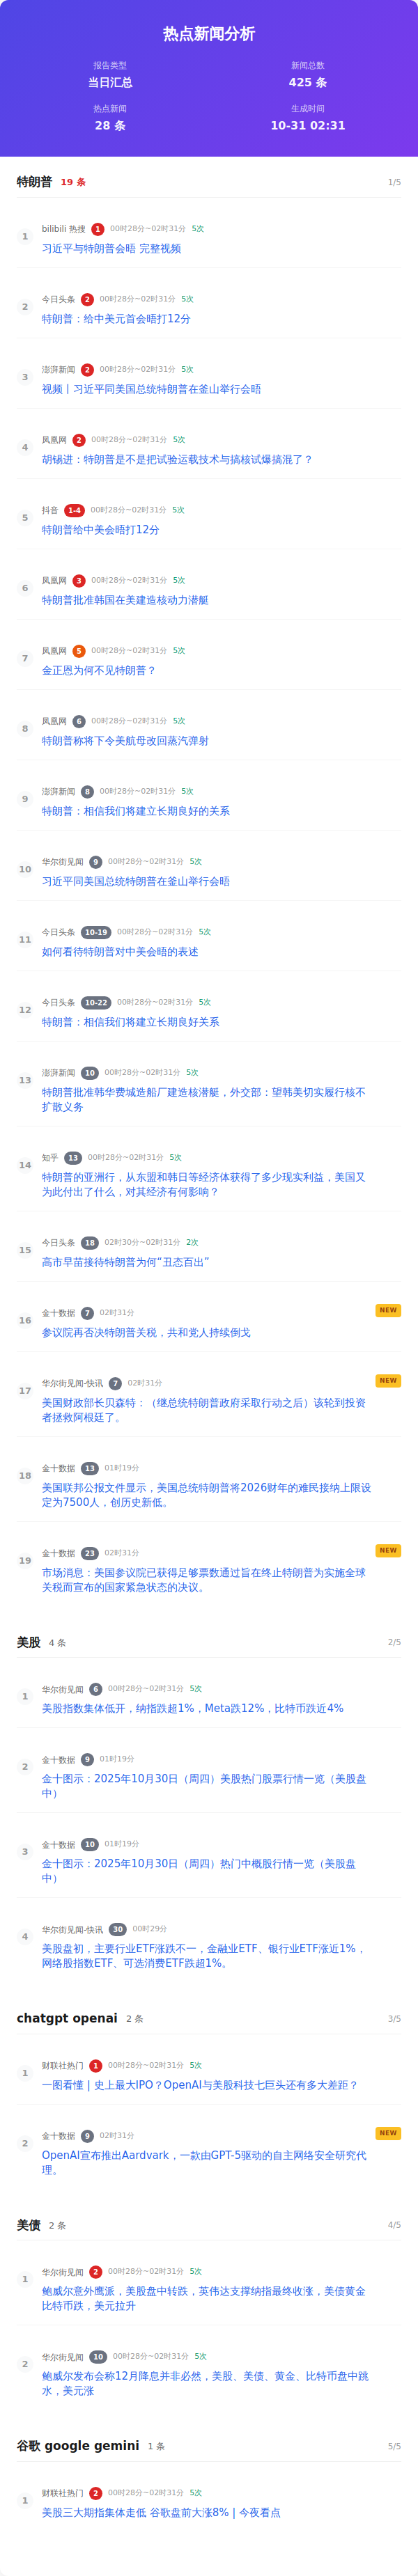 热点新闻分析
报告类型
当日汇总
新闻总数
425 条
热点新闻
28 条
生成时间
10-31 02:31
特朗普 19 条 1/5
1
bilibili 热搜 1 00时28分~02时31分 5次
习近平与特朗普会晤 完整视频
2
今日头条 2 00时28分~02时31分 5次
特朗普：给中美元首会晤打12分
3
澎湃新闻 2 00时28分~02时31分 5次
视频丨习近平同美国总统特朗普在釜山举行会晤
4
凤凰网 2 00时28分~02时31分 5次
胡锡进：特朗普是不是把试验运载技术与搞核试爆搞混了？
5
抖音 1-4 00时28分~02时31分 5次
特朗普给中美会晤打12分
6
凤凰网 3 00时28分~02时31分 5次
特朗普批准韩国在美建造核动力潜艇
7
凤凰网 5 00时28分~02时31分 5次
金正恩为何不见特朗普？
8
凤凰网 6 00时28分~02时31分 5次
特朗普称将下令美航母改回蒸汽弹射
9
澎湃新闻 8 00时28分~02时31分 5次
特朗普：相信我们将建立长期良好的关系
10
华尔街见闻 9 00时28分~02时31分 5次
习近平同美国总统特朗普在釜山举行会晤
11
今日头条 10-19 00时28分~02时31分 5次
如何看待特朗普对中美会晤的表述
12
今日头条 10-22 00时28分~02时31分 5次
特朗普：相信我们将建立长期良好关系
13
澎湃新闻 10 00时28分~02时31分 5次
特朗普批准韩华费城造船厂建造核潜艇，外交部：望韩美切实履行核不
扩散义务
14
知乎 13 00时28分~02时31分 5次
特朗普的亚洲行，从东盟和韩日等经济体获得了多少现实利益，美国又
为此付出了什么，对其经济有何影响？
15
今日头条 18 02时30分~02时31分 2次
高市早苗接待特朗普为何“丑态百出”
16
金十数据 7 02时31分 NEW
参议院再否决特朗普关税，共和党人持续倒戈
17
华尔街见闻-快讯 7 02时31分 NEW
美国财政部长贝森特：（继总统特朗普政府采取行动之后）该轮到投资
者拯救阿根廷了。
18
金十数据 13 01时19分
美国联邦公报文件显示，美国总统特朗普将2026财年的难民接纳上限设
定为7500人，创历史新低。
19
金十数据 23 02时31分 NEW
市场消息：美国参议院已获得足够票数通过旨在终止特朗普为实施全球
关税而宣布的国家紧急状态的决议。
美股 4 条 2/5
1
华尔街见闻 6 00时28分~02时31分 5次
美股指数集体低开，纳指跌超1%，Meta跌12%，比特币跌近4%
2
金十数据 9 01时19分
金十图示：2025年10月30日（周四）美股热门股票行情一览（美股盘
中）
3
金十数据 10 01时19分
金十图示：2025年10月30日（周四）热门中概股行情一览（美股盘
中）
4
华尔街见闻-快讯 30 00时29分
美股盘初，主要行业ETF涨跌不一，金融业ETF、银行业ETF涨近1%，
网络股指数ETF、可选消费ETF跌超1%。
chatgpt openai 2 条 3/5
1
财联社热门 1 00时28分~02时31分 5次
一图看懂 | 史上最大IPO？OpenAI与美股科技七巨头还有多大差距？
2
金十数据 9 02时31分 NEW
OpenAI宣布推出Aardvark，一款由GPT-5驱动的自主网络安全研究代
理。
美债 2 条 4/5
1
华尔街见闻 2 00时28分~02时31分 5次
鲍威尔意外鹰派，美股盘中转跌，英伟达支撑纳指最终收涨，美债黄金
比特币跌，美元拉升
2
华尔街见闻 10 00时28分~02时31分 5次
鲍威尔发布会称12月降息并非必然，美股、美债、黄金、比特币盘中跳
水，美元涨
谷歌 google gemini 1 条 5/5
1
财联社热门 2 00时28分~02时31分 5次
美股三大期指集体走低 谷歌盘前大涨8% | 今夜看点